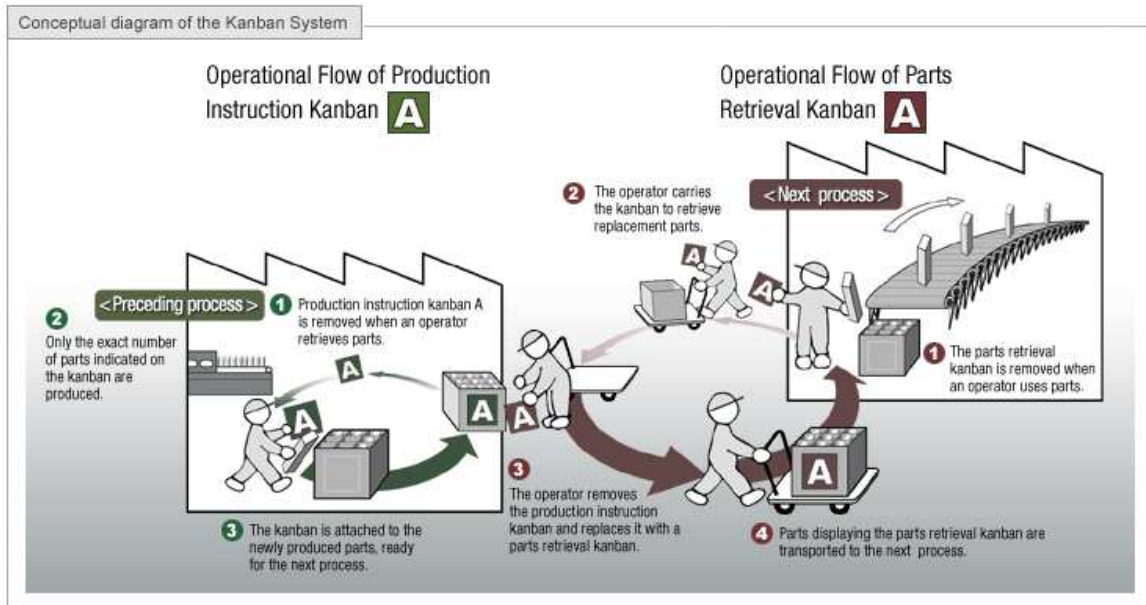 Conceptual diagram of the Kanban System
Operational Flow of Production
Instruction Kanban A
Operational Flow of Parts
Retrieval Kanban A
<Preceding process>
1 Production instruction kanban A
is removed when an operator
retrieves parts.
2
Only the exact number
of parts indicated on
the kanban are
produced.
A
A
A
A
3 The kanban is attached to the
newly produced parts, ready
for the next process.
<Next process>
2 The operator carries
the kanban to retrieve
replacement parts.
A
A
1 The parts retrieval
kanban is removed when
an operator uses parts.
3
The operator removes
the production instruction
kanban and replaces it with a
parts retrieval kanban.
A
4 Parts displaying the parts retrieval kanban are
transported to the next process.